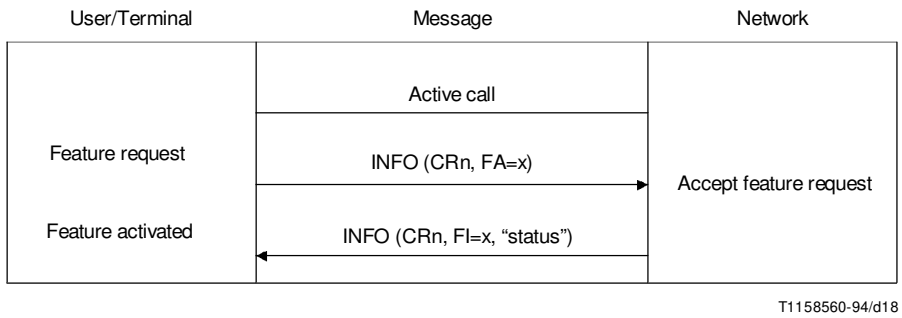 User/Terminal Message Network
Active call
Feature request
INFO (CRn, FA=x)
Accept feature request
Feature activated
INFO (CRn, FI=x, “status”)
T1158560-94/d18